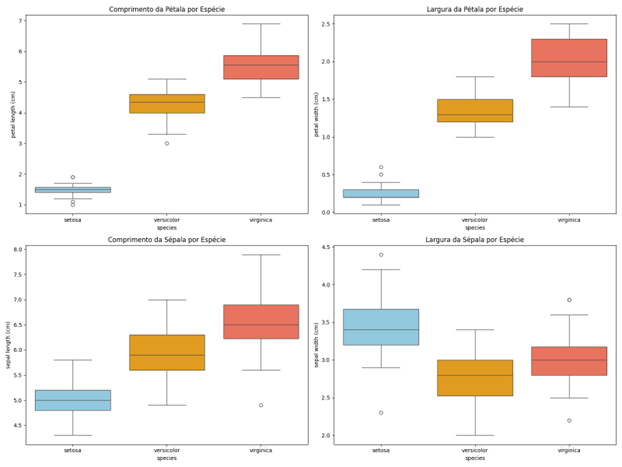 Comprimento da Pétala por Espécie
petal length (cm)
7
6
5
4
3
2
1
setosa
versicolor
virginica
species
Largura da Pétala por Espécie
petal width (cm)
2.5
2.0
1.5
1.0
0.5
0.0
setosa
versicolor
virginica
species
Comprimento da Sépala por Espécie
sepal length (cm)
8.0
7.5
7.0
6.5
6.0
5.5
5.0
4.5
setosa
versicolor
virginica
species
Largura da Sépala por Espécie
sepal width (cm)
4.5
4.0
3.5
3.0
2.5
2.0
setosa
versicolor
virginica
species